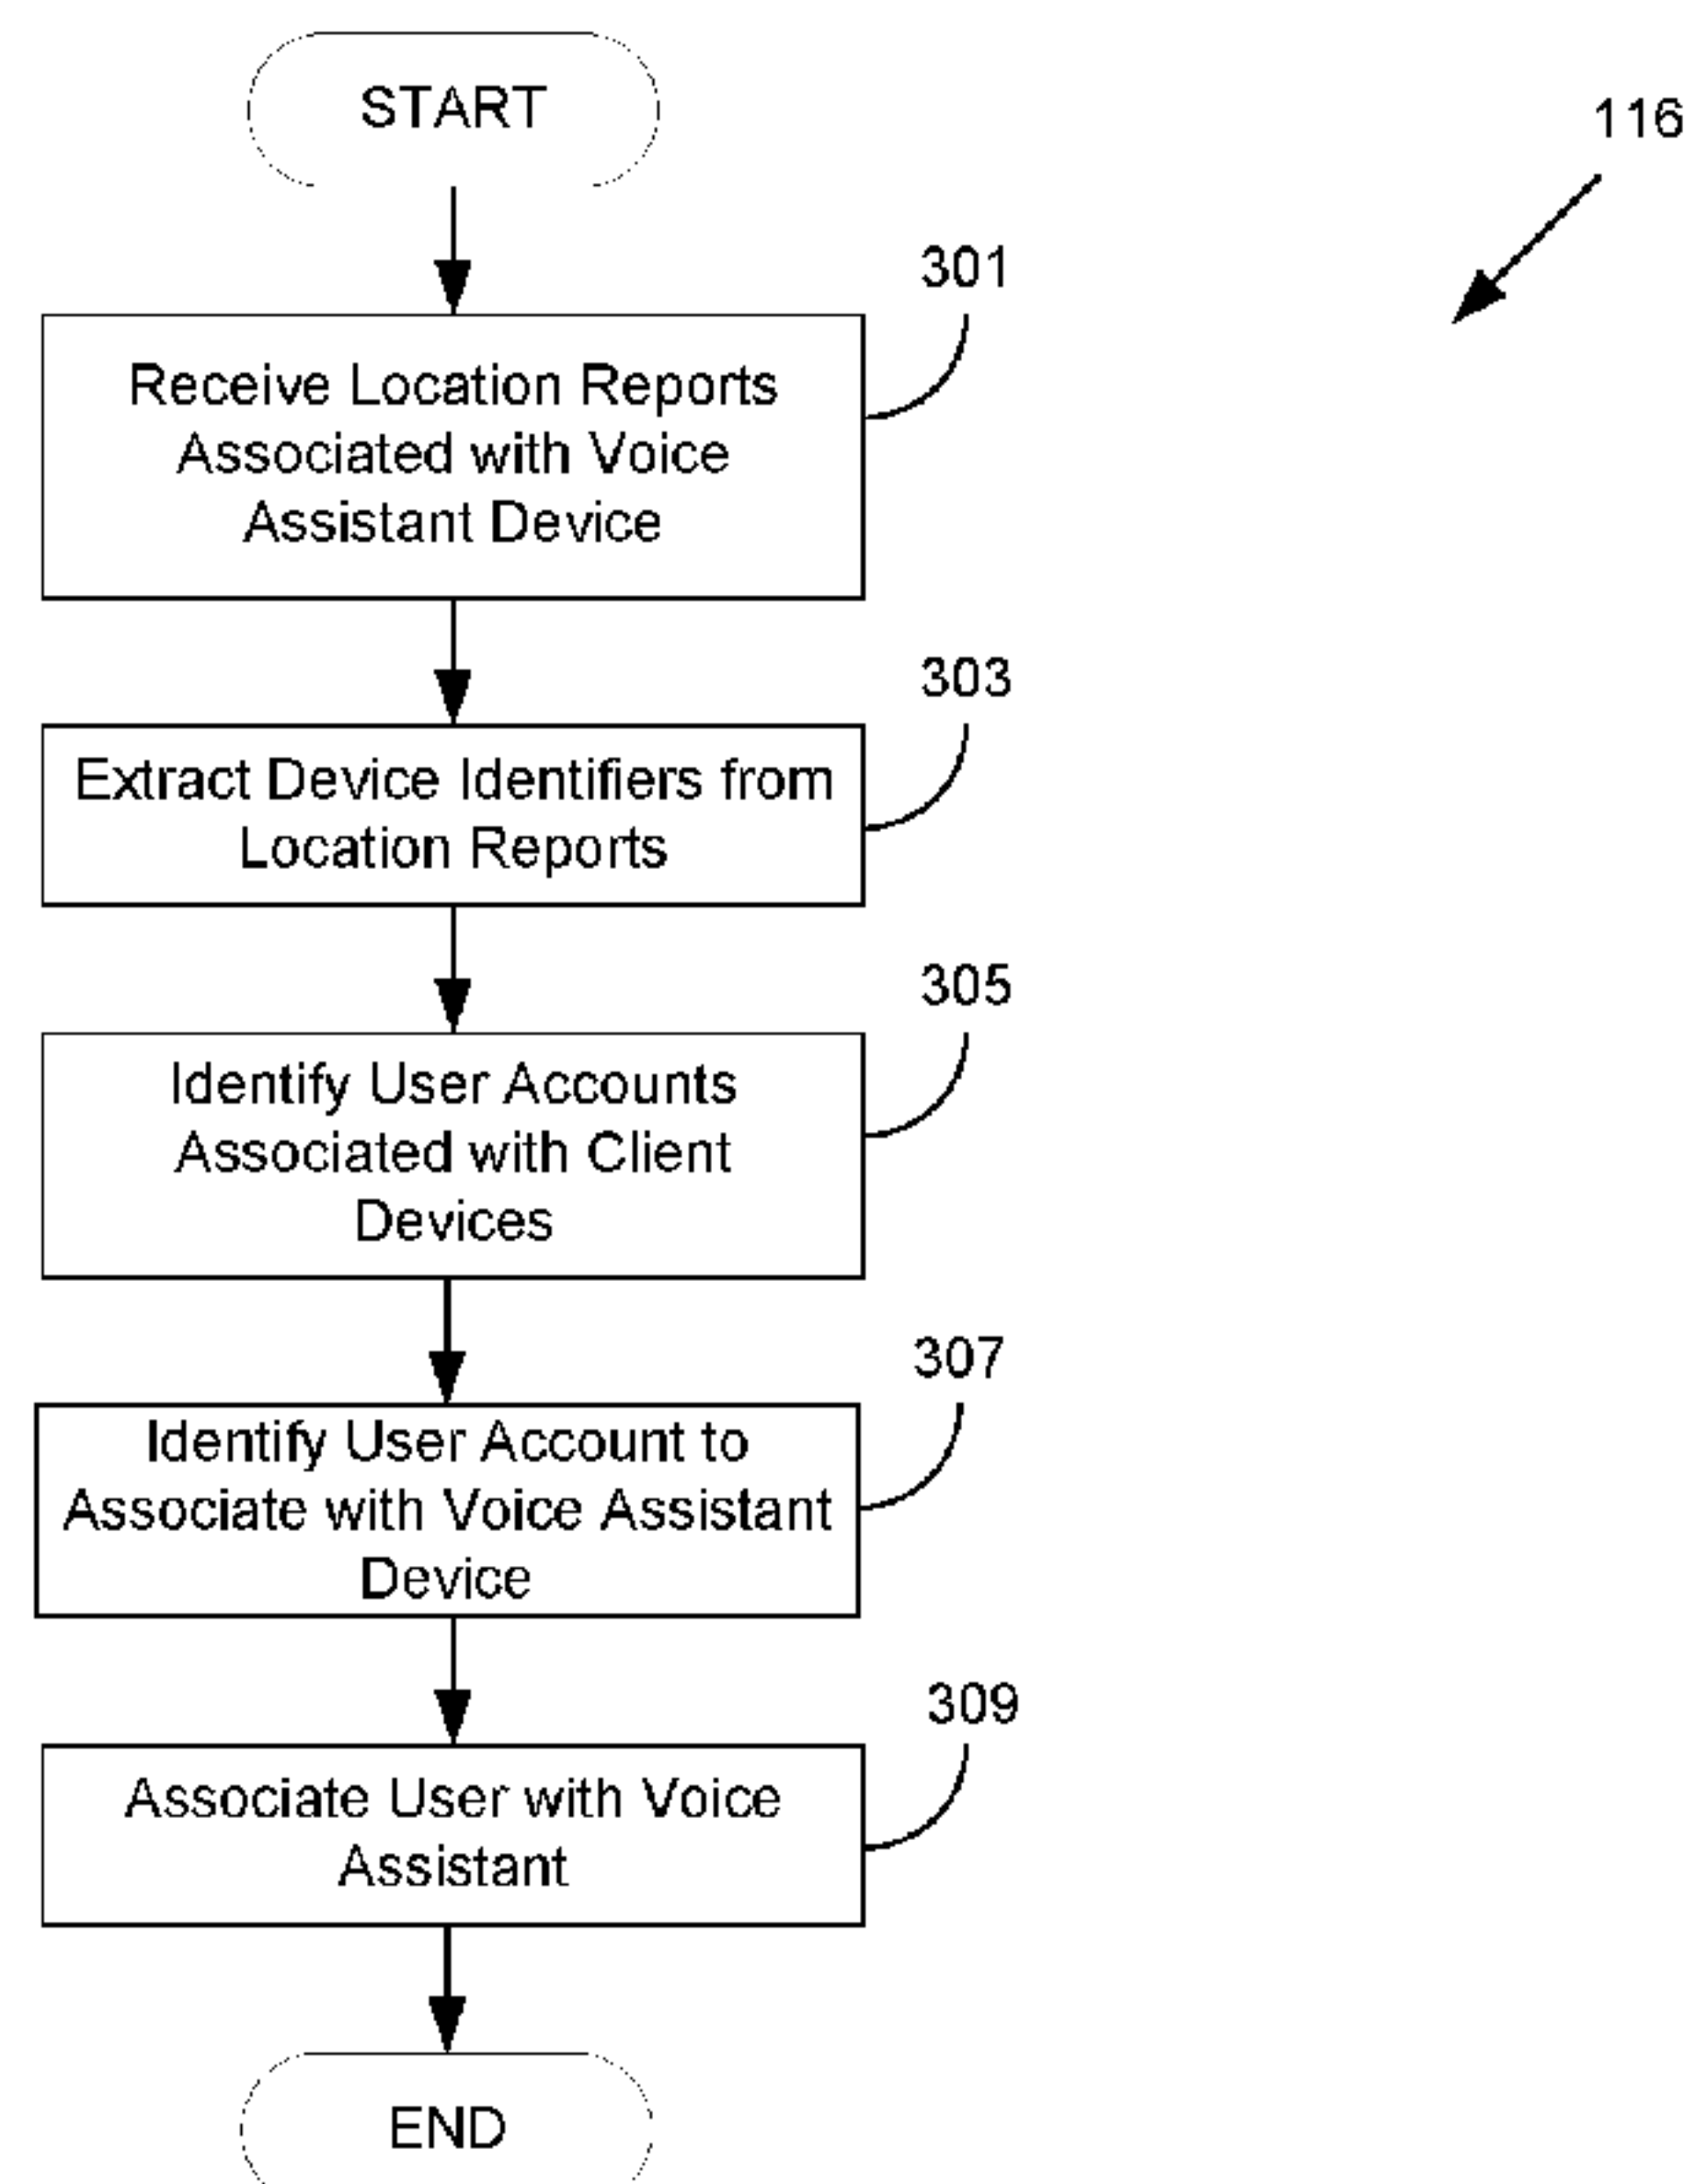 START
116
301
Receive Location Reports
Associated with Voice
Assistant Device
303
Extract Device Identifiers from
Location Reports
305
Identify User Accounts
Associated with Client
Devices
307
Identify User Account to
Associate with Voice Assistant
Device
309
Associate User with Voice
Assistant
END